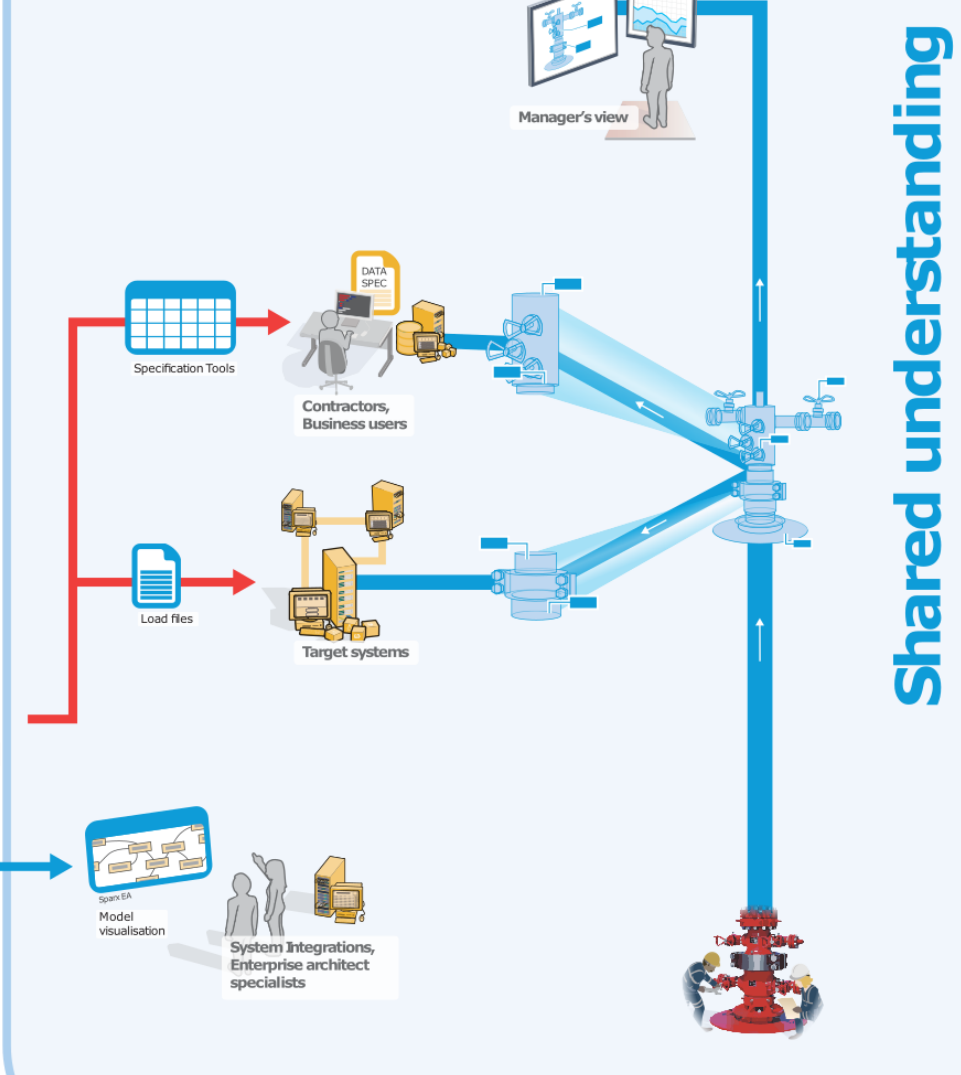 Manager's view
Shared understanding
DATA
SPEC
Specification Tools
Contractors,
Business users
Load files
Target systems
Sparx EA
Model
visualisation
System Integrations,
Enterprise architect
specialists